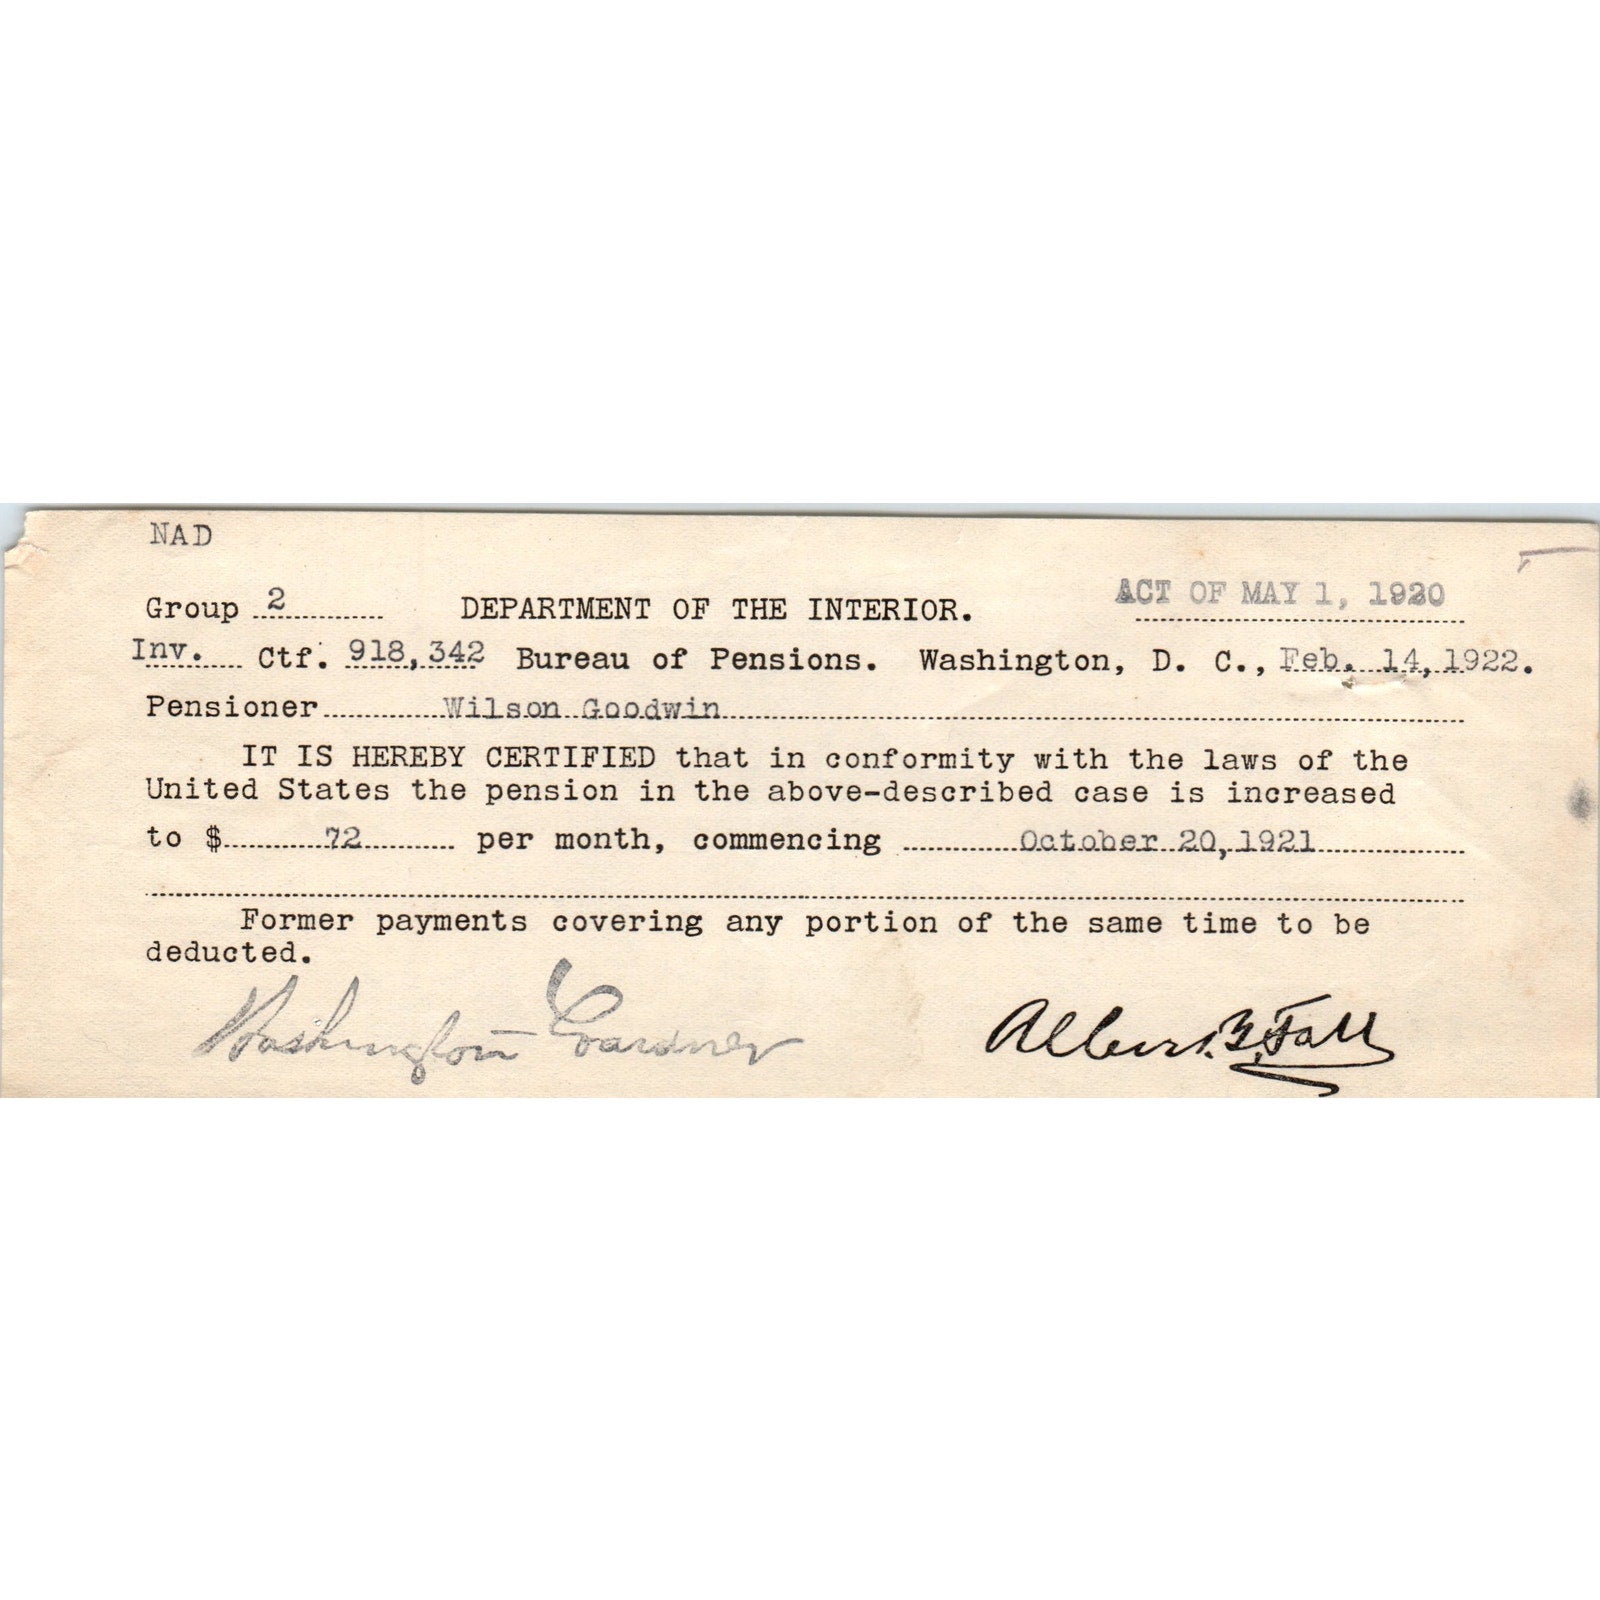 NAD
Group 2 DEPARTMENT OF THE INTERIOR. ACT OF MAY 1, 1920
Inv. Ctf. 918,342 Bureau of Pensions. Washington, D. C., Feb. 14, 1922.
Pensioner Wilson Goodwin
IT IS HEREBY CERTIFIED that in conformity with the laws of the
United States the pension in the above-described case is increased
to $ 72 per month, commencing October 20, 1921
Former payments covering any portion of the same time to be
deducted.
Washington Gardner Albert B. Fall